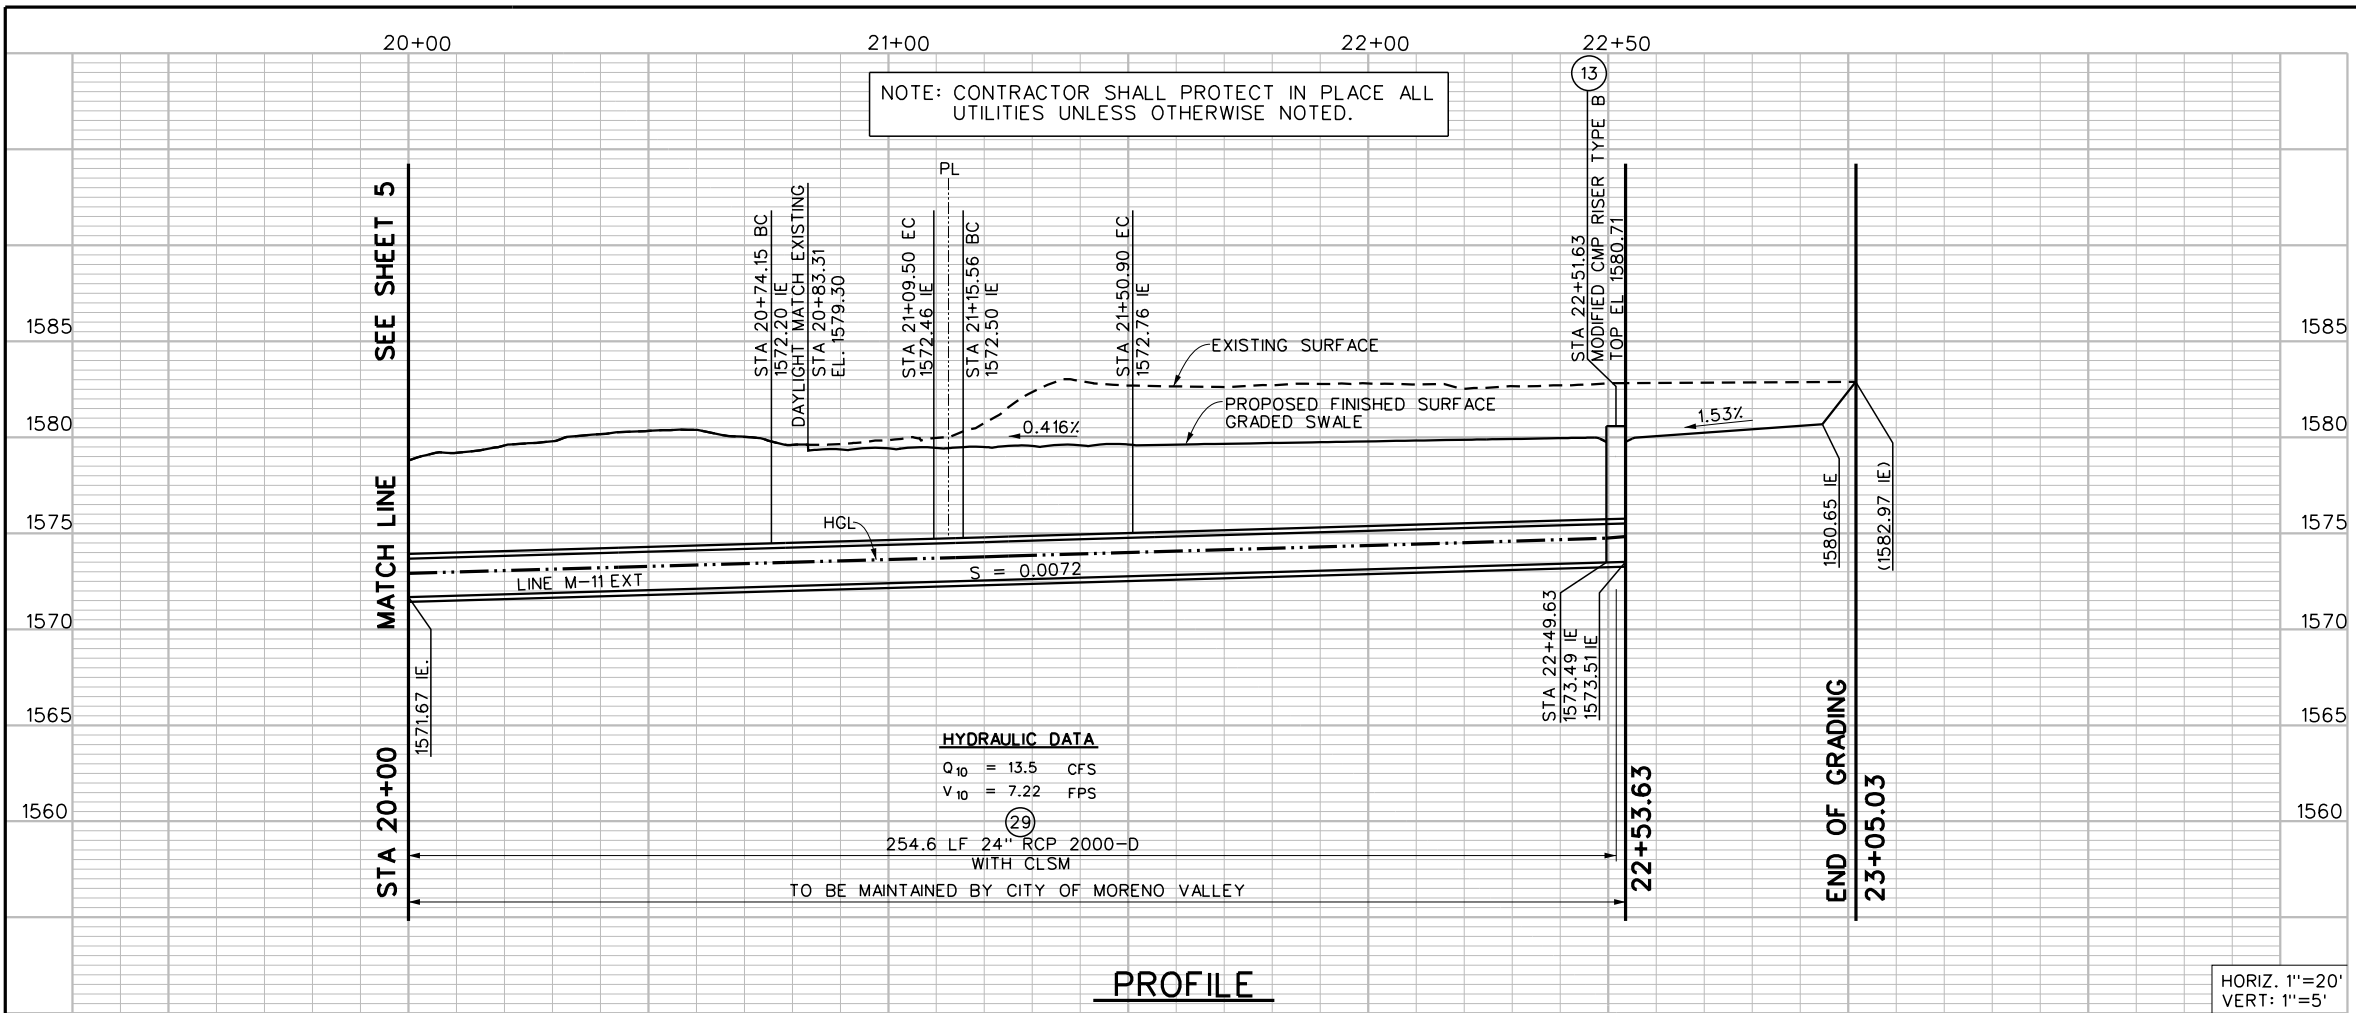 20+00
21+00
22+00
22+50
13
NOTE: CONTRACTOR SHALL PROTECT IN PLACE ALL
UTILITIES UNLESS OTHERWISE NOTED.
STA 20+00 MATCH LINE SEE SHEET 5
1571.67 IE.
STA 20+74.15 BC
1572.20 IE
DAYLIGHT MATCH EXISTING
STA 20+83.31
EL. 1579.30
STA 21+09.50 EC
1572.46 IE
PL
STA 21+15.56 BC
1572.50 IE
STA 21+50.90 EC
1572.76 IE
STA 22+51.63
MODIFIED CMP RISER TYPE B
TOP EL 1580.71
EXISTING SURFACE
PROPOSED FINISHED SURFACE
GRADED SWALE
0.416%
1.53%
1580.65 IE
(1582.97 IE)
HGL
LINE M-11 EXT
S = 0.0072
STA 22+49.63
1573.49 IE
1573.51 IE
22+53.63
END OF GRADING
23+05.03
1585
1580
1575
1570
1565
1560
1585
1580
1575
1570
1565
1560
HYDRAULIC DATA
Q10 = 13.5 CFS
V10 = 7.22 FPS
29
254.6 LF 24" RCP 2000-D
WITH CLSM
TO BE MAINTAINED BY CITY OF MORENO VALLEY
PROFILE
HORIZ. 1"=20'
VERT: 1"=5'